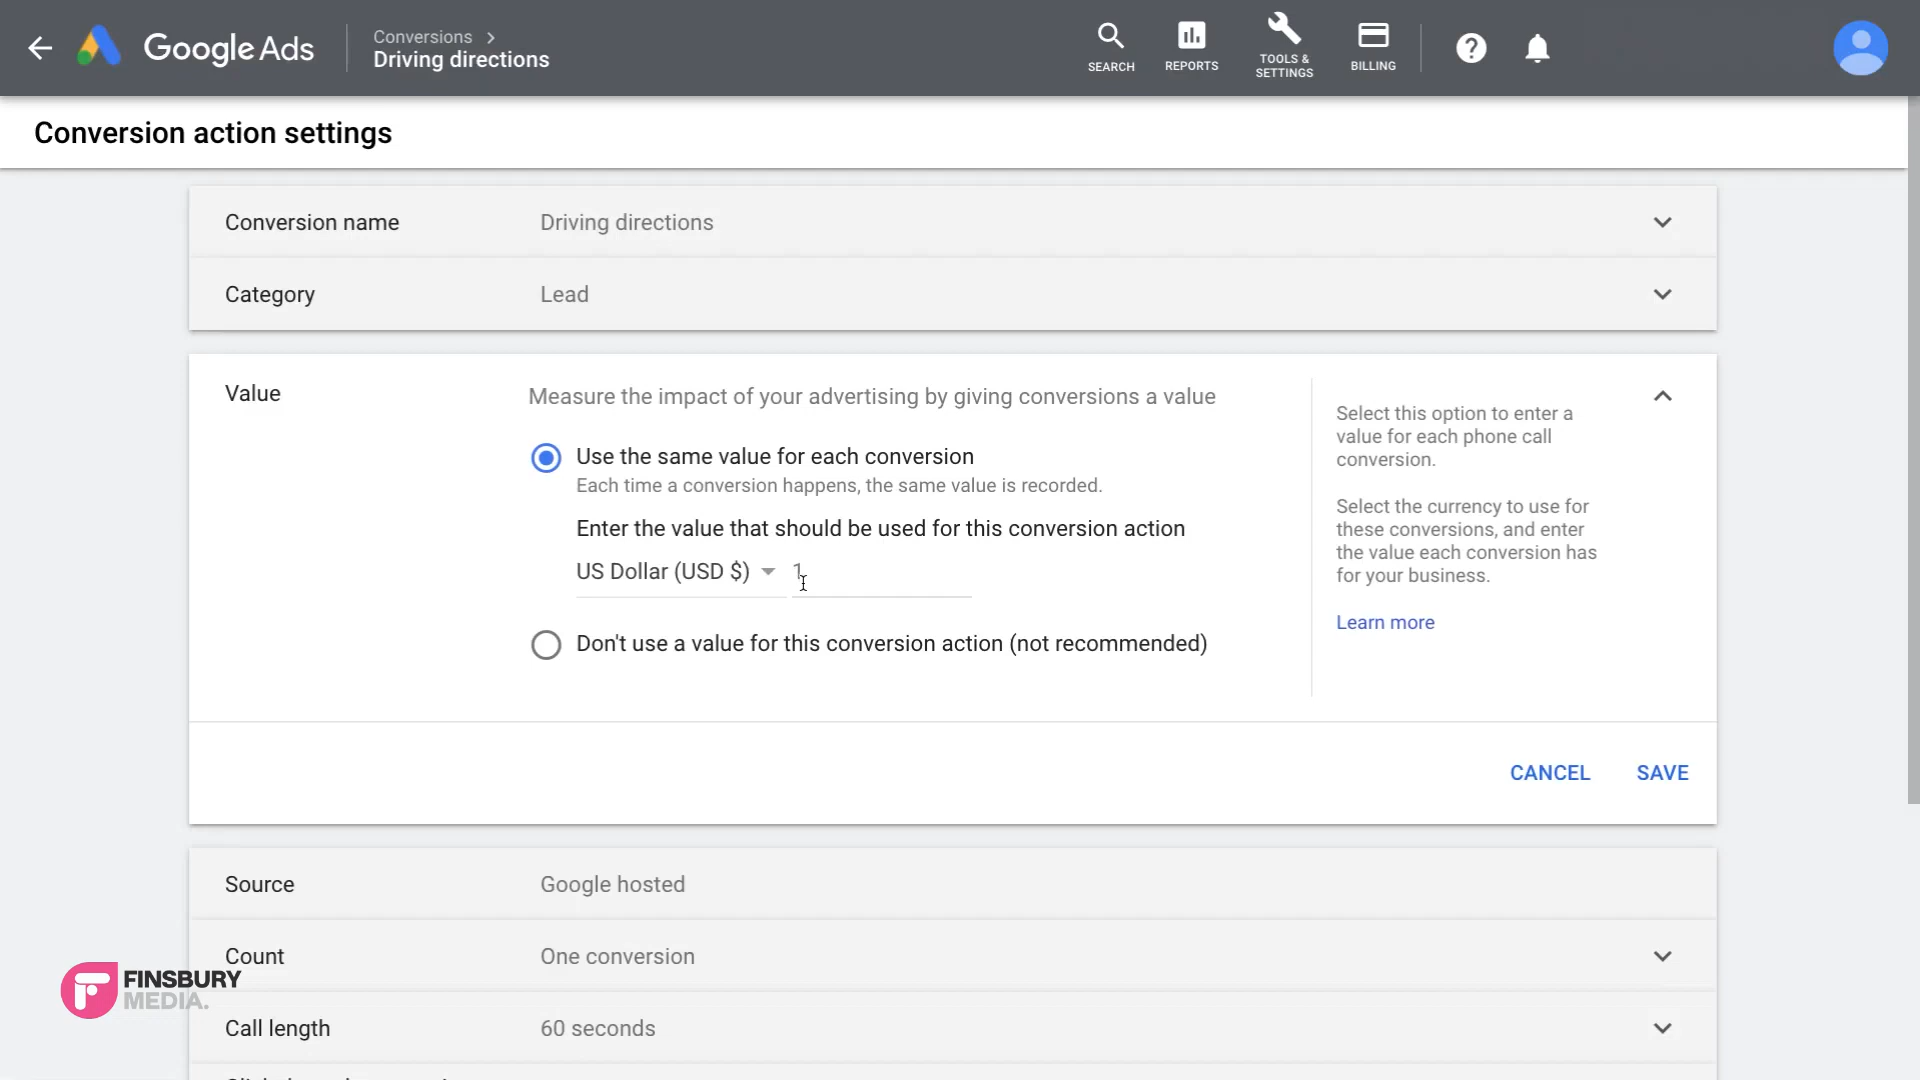 Google Ads
Conversions
Driving directions
SEARCH
REPORTS
TOOLS &
SETTINGS
BILLING
Conversion action settings
Conversion name
Driving directions
Category
Lead
Value
Measure the impact of your advertising by giving conversions a value
Use the same value for each conversion
Each time a conversion happens, the same value is recorded.
Enter the value that should be used for this conversion action
US Dollar (USD $)
1
Don't use a value for this conversion action (not recommended)
Select this option to enter a
value for each phone call
conversion.
Select the currency to use for
these conversions, and enter
the value each conversion has
for your business.
Learn more
CANCEL
SAVE
Source
Google hosted
Count
One conversion
FINSBURY
MEDIA.
Call length
60 seconds